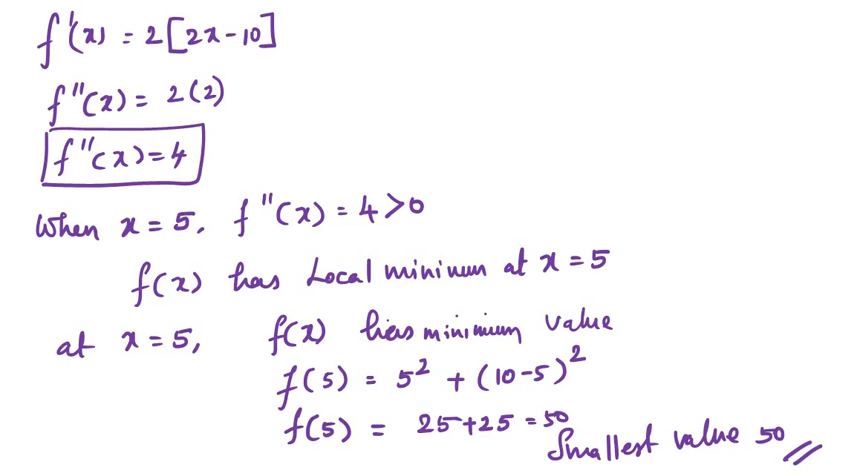 f'(x) = 2[2x-10]
f"(x) = 2(2)
f"(x) = 4
When x = 5, f"(x) = 4 > 0
f(x) has Local minimum at x = 5
at x = 5, f(x) has minimum value
f(5) = 5² + (10-5)²
f(5) = 25+25 = 50
Smallest value 50